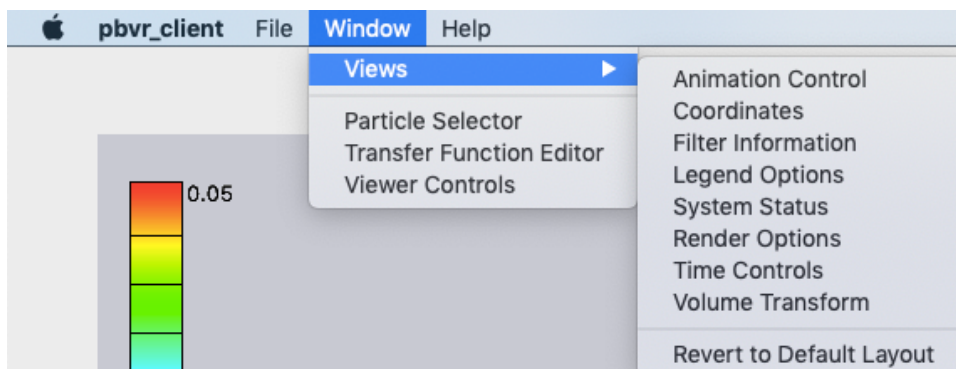 pbvr_client File Window Help
Views
Particle Selector
Transfer Function Editor
Viewer Controls
Animation Control
Coordinates
Filter Information
Legend Options
System Status
Render Options
Time Controls
Volume Transform
Revert to Default Layout
0.05